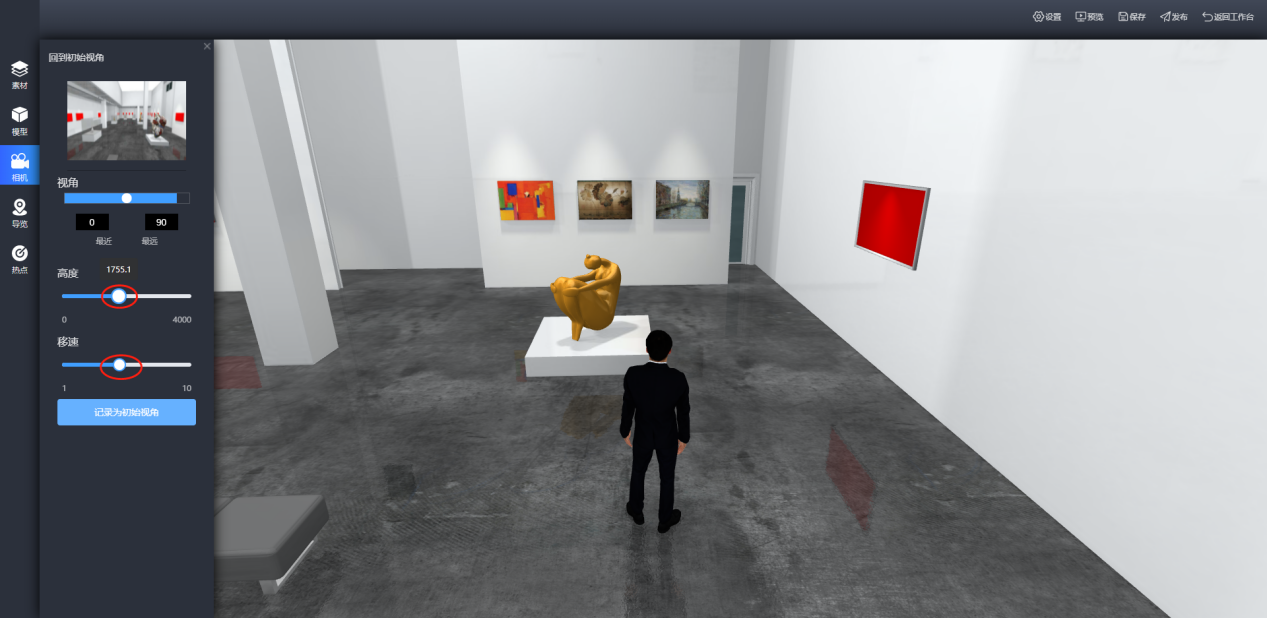 设置
预览
保存
发布
返回工作台
素材
模型
相机
导览
热点
回到初始视角
视角
0 90
最近 最远
高度 1755.1
0 4000
移速
1 10
记录为初始视角